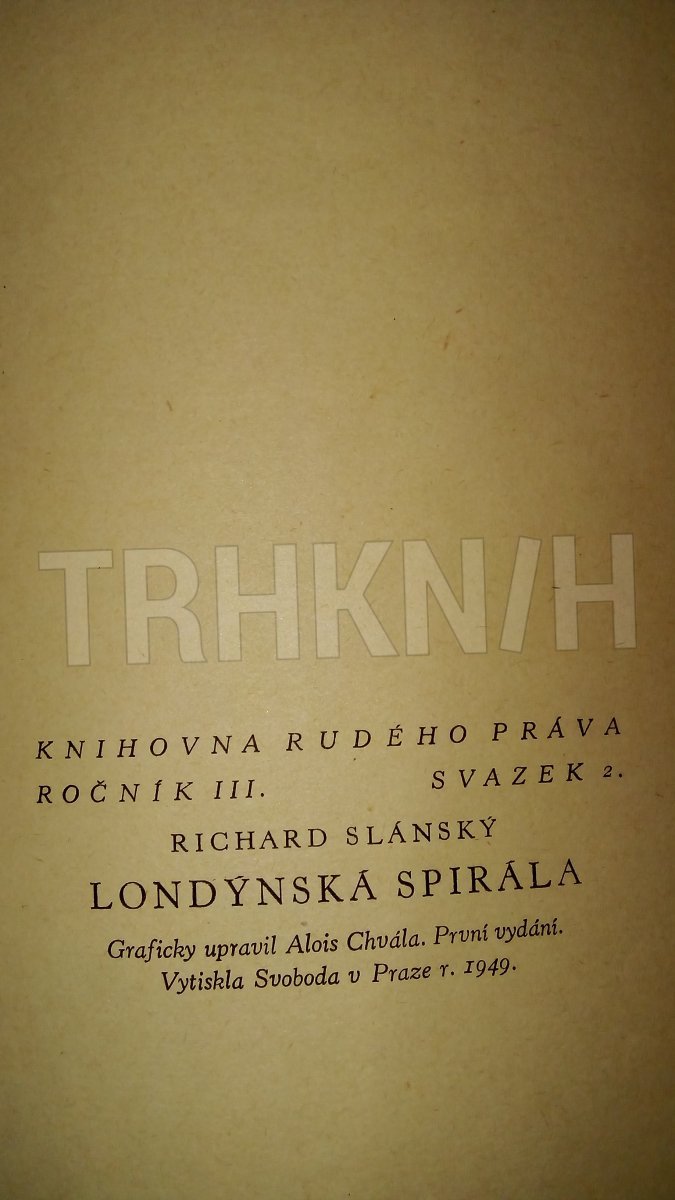 TRHKNIH
KNIHOVNA RUDÉHO PRÁVA
ROČNÍK III. SVAZEK 2.
RICHARD SLÁNSKÝ
LONDÝNSKÁ SPIRÁLA
Graficky upravil Alois Chvála. První vydání.
Vytiskla Svoboda v Praze r. 1949.